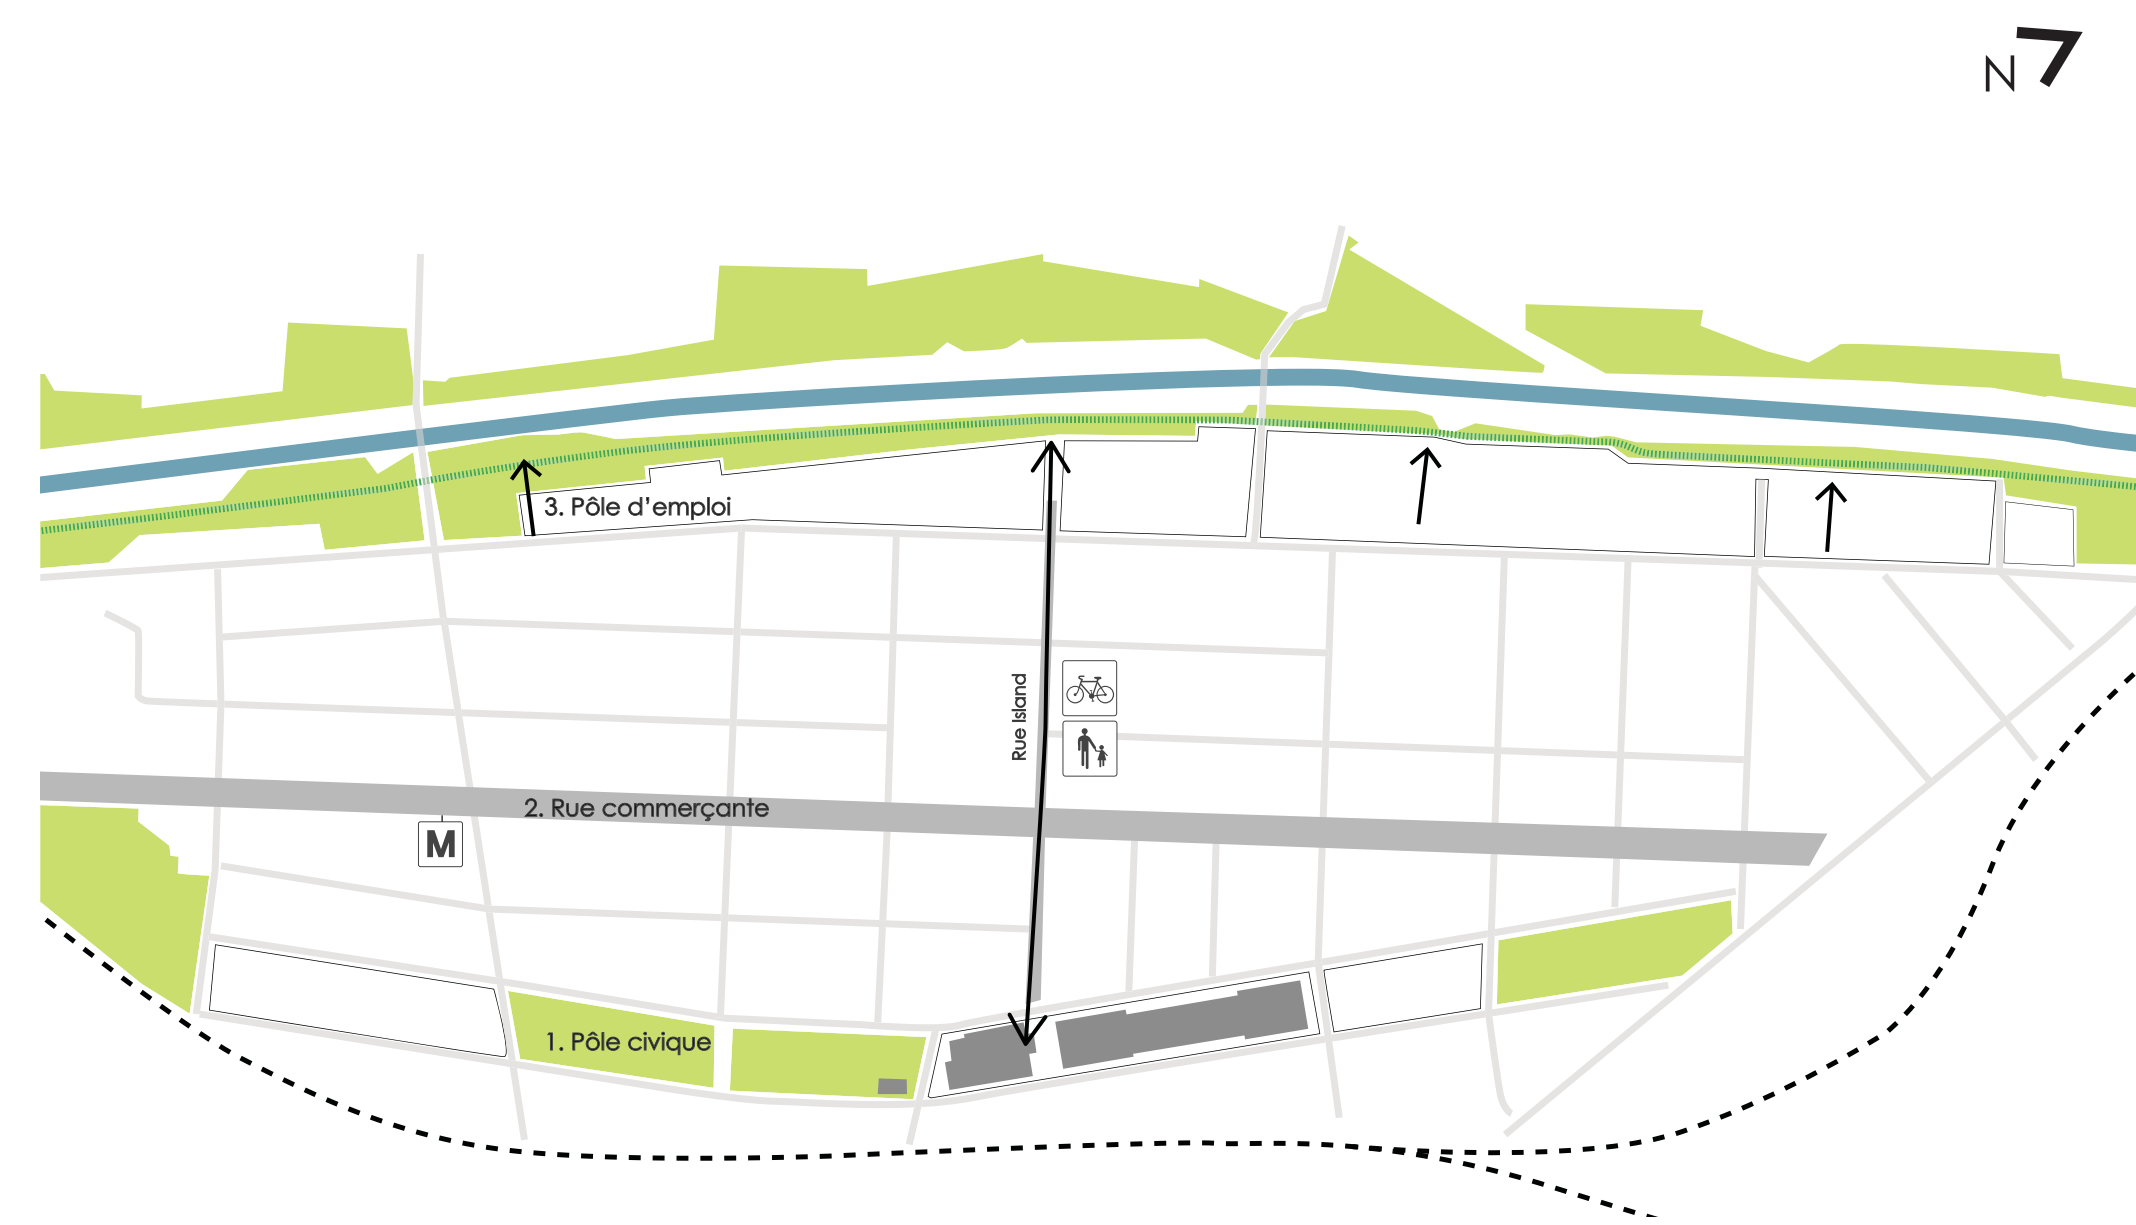 N
3. Pôle d’emploi
Rue Island
2. Rue commerçante
M
1. Pôle civique